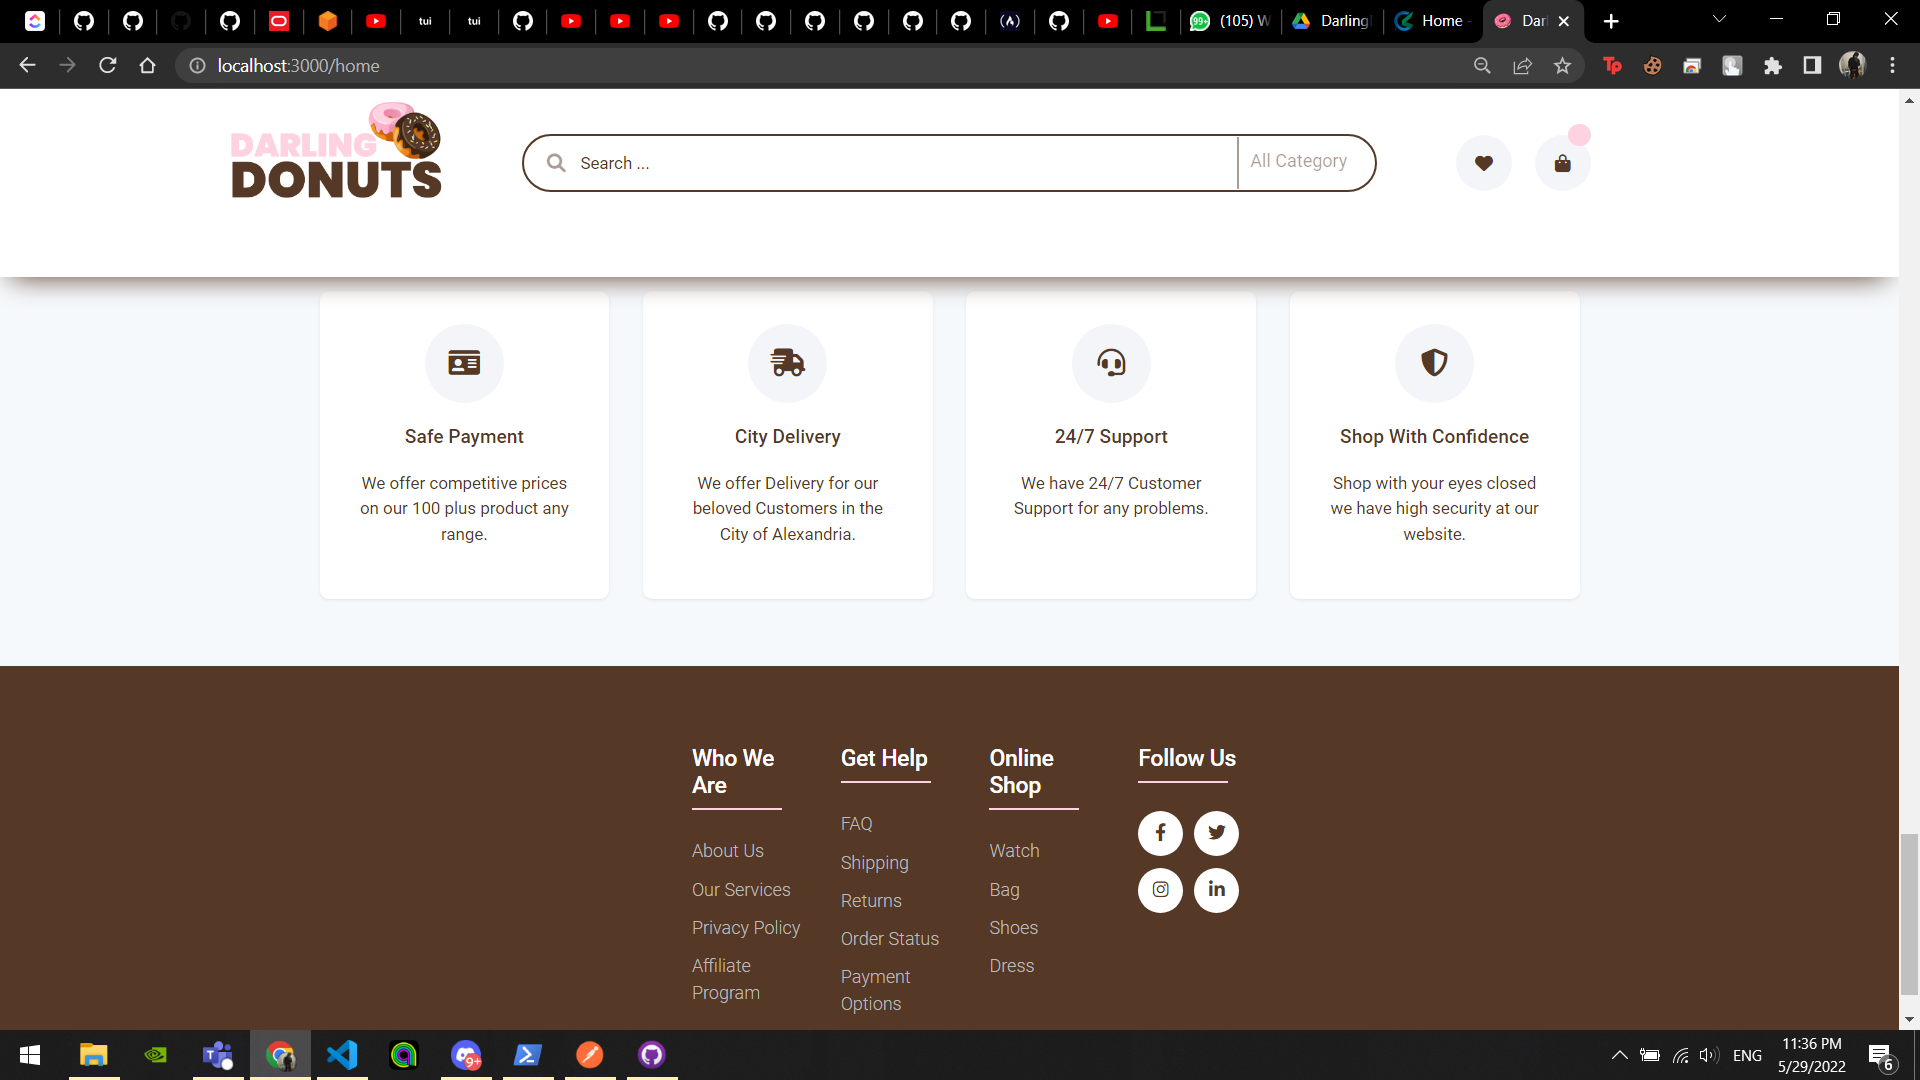 tui
tui
(105) W
Darling
Home -
Dar
localhost:3000/home
Tp
DARLING
DONUTS
Search ...
All Category
Safe Payment
We offer competitive prices
on our 100 plus product any
range.
City Delivery
We offer Delivery for our
beloved Customers in the
City of Alexandria.
24/7 Support
We have 24/7 Customer
Support for any problems.
Shop With Confidence
Shop with your eyes closed
we have high security at our
website.
Who We
Are
About Us
Our Services
Privacy Policy
Affiliate
Program
Get Help
FAQ
Shipping
Returns
Order Status
Payment
Options
Online
Shop
Watch
Bag
Shoes
Dress
Follow Us
ENG
11:36 PM
5/29/2022
6